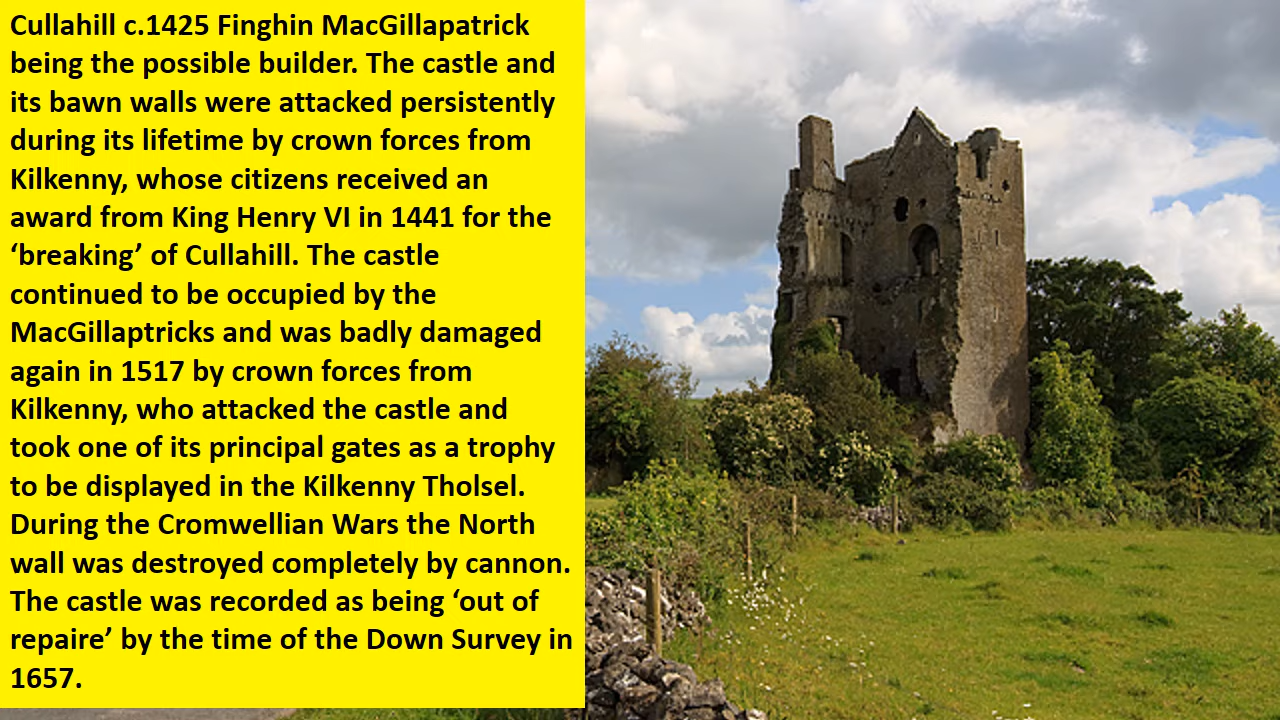 Cullahill c.1425 Finghin MacGillapatrick
being the possible builder. The castle and
its bawn walls were attacked persistently
during its lifetime by crown forces from
Kilkenny, whose citizens received an
award from King Henry VI in 1441 for the
‘breaking’ of Cullahill. The castle
continued to be occupied by the
MacGillaptricks and was badly damaged
again in 1517 by crown forces from
Kilkenny, who attacked the castle and
took one of its principal gates as a trophy
to be displayed in the Kilkenny Tholsel.
During the Cromwellian Wars the North
wall was destroyed completely by cannon.
The castle was recorded as being ‘out of
repaire’ by the time of the Down Survey in
1657.